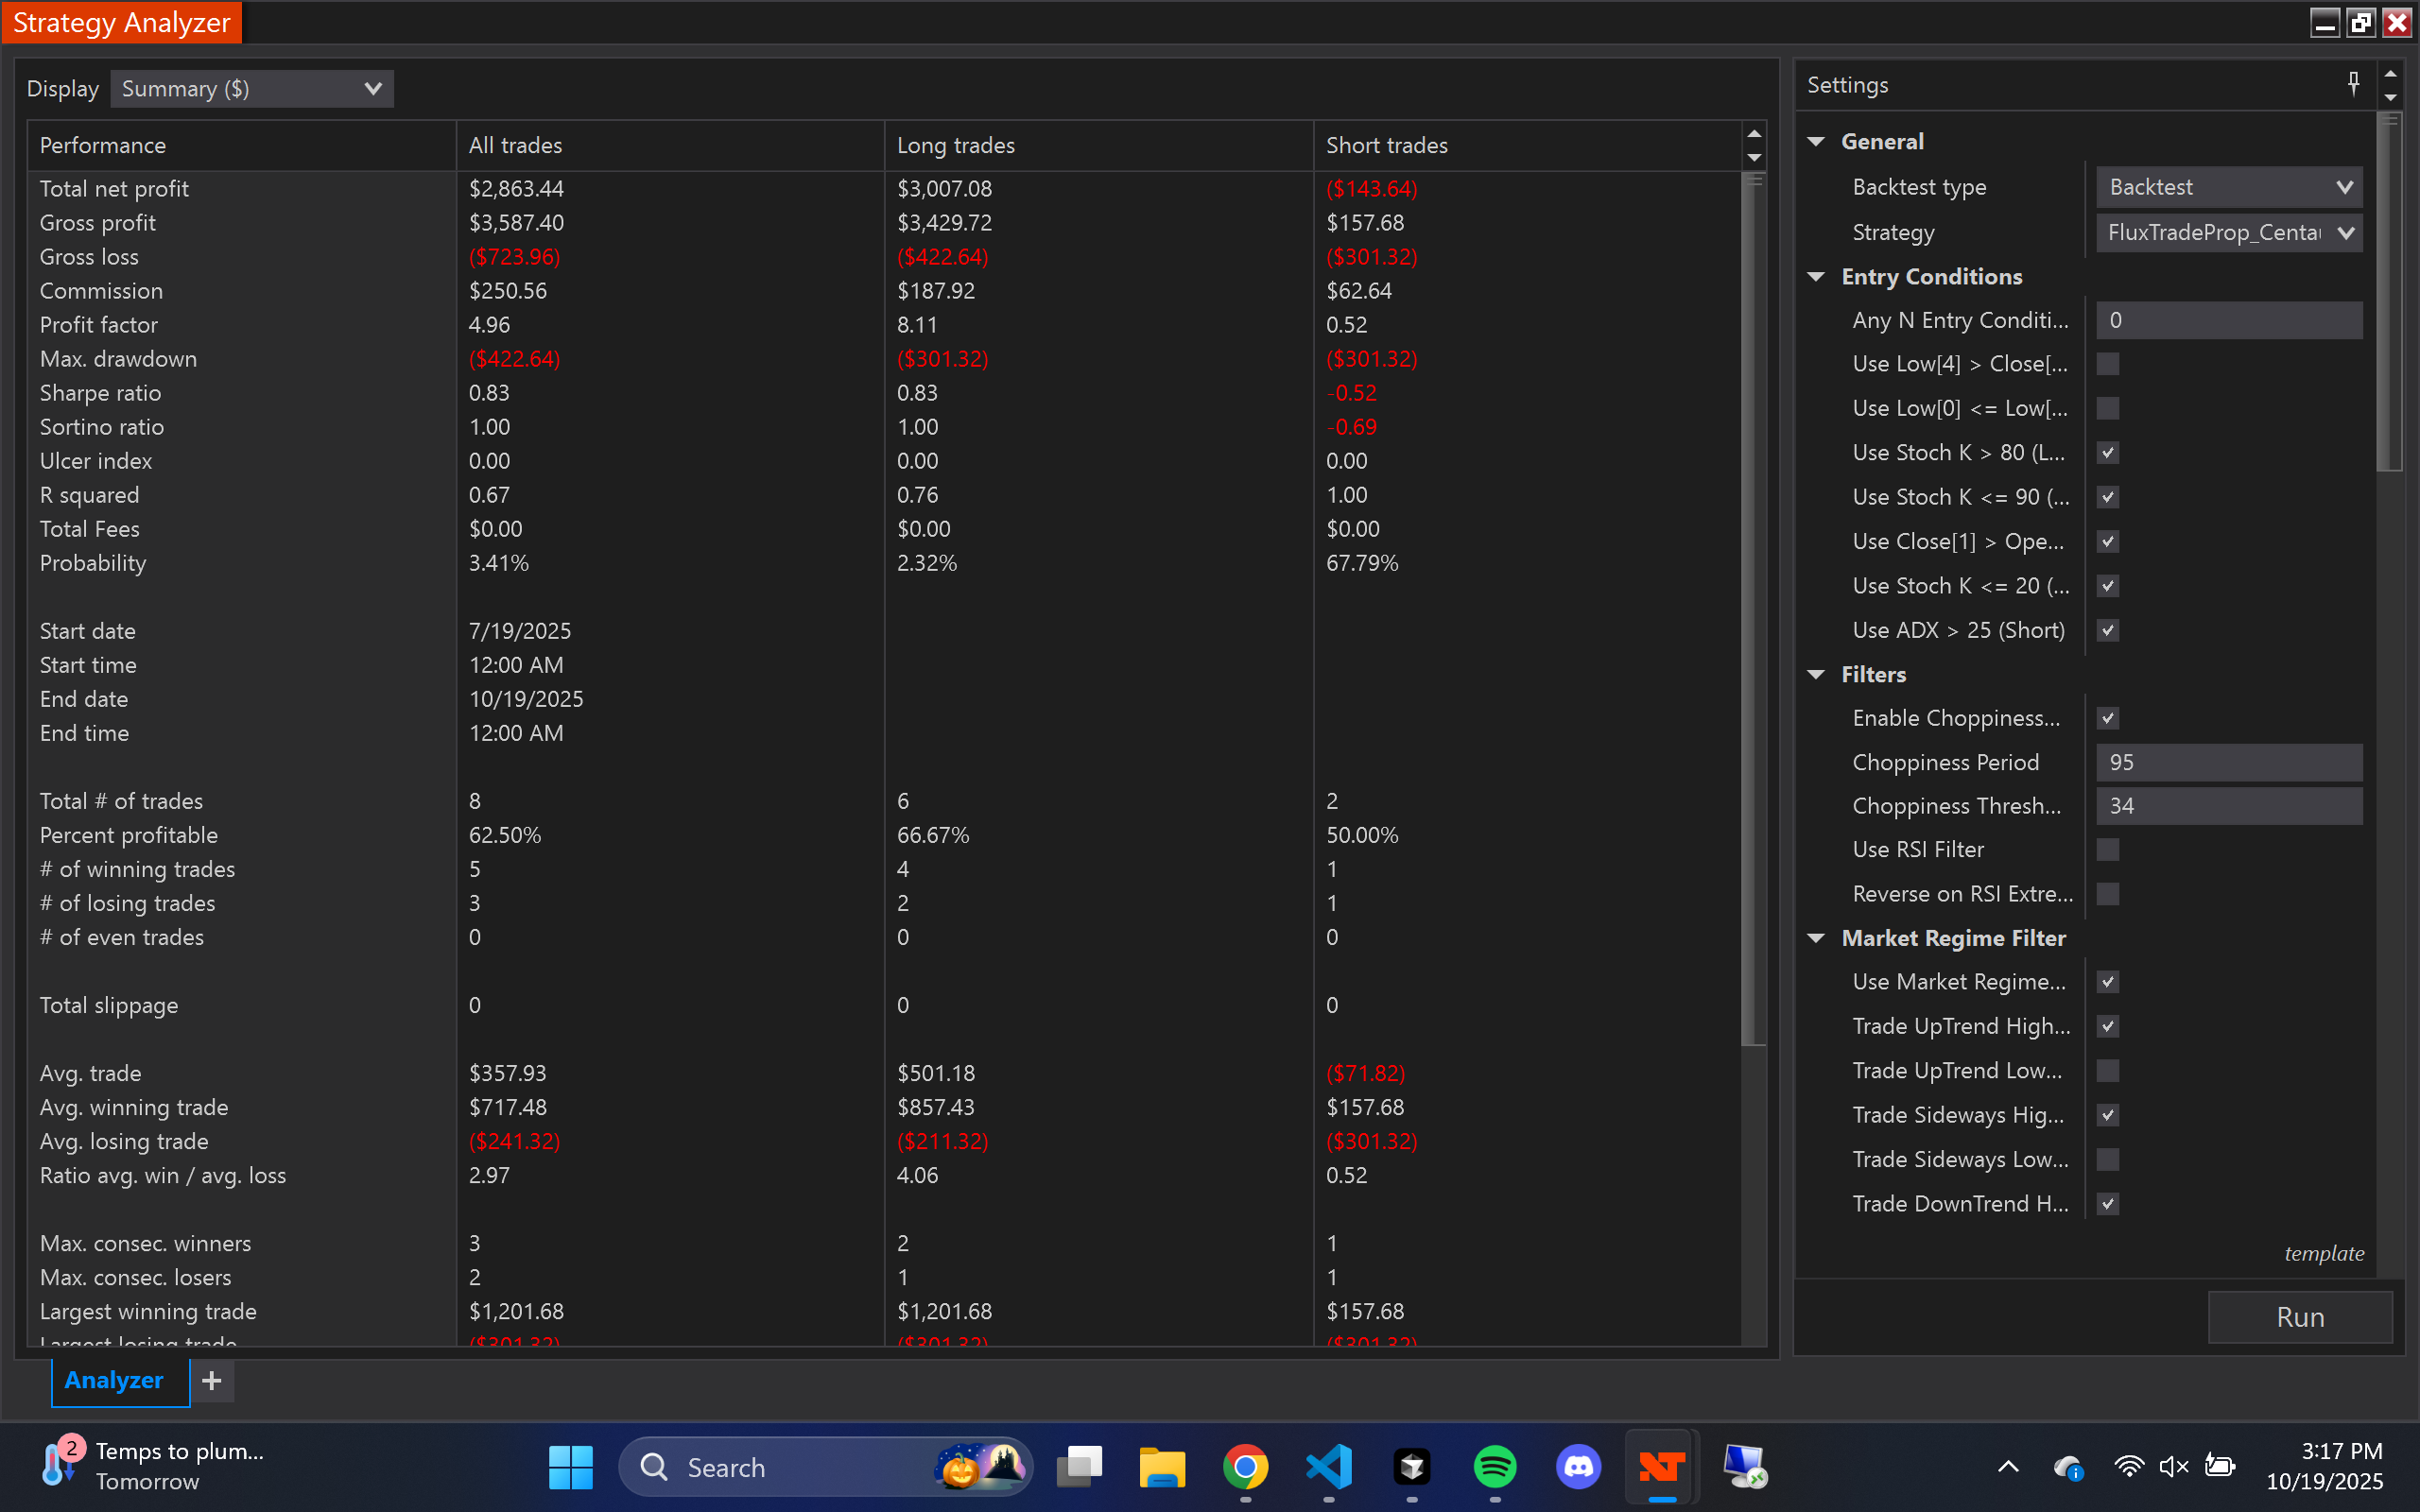 Strategy Analyzer
Display Summary ($)
Performance All trades Long trades Short trades
Total net profit $2,863.44 $3,007.08 ($143.64)
Gross profit $3,587.40 $3,429.72 $157.68
Gross loss ($723.96) ($422.64) ($301.32)
Commission $250.56 $187.92 $62.64
Profit factor 4.96 8.11 0.52
Max. drawdown ($422.64) ($301.32) ($301.32)
Sharpe ratio 0.83 0.83 -0.52
Sortino ratio 1.00 1.00 -0.69
Ulcer index 0.00 0.00 0.00
R squared 0.67 0.76 1.00
Total Fees $0.00 $0.00 $0.00
Probability 3.41% 2.32% 67.79%
Start date 7/19/2025
Start time 12:00 AM
End date 10/19/2025
End time 12:00 AM
Total # of trades 8 6 2
Percent profitable 62.50% 66.67% 50.00%
# of winning trades 5 4 1
# of losing trades 3 2 1
# of even trades 0 0 0
Total slippage 0 0 0
Avg. trade $357.93 $501.18 ($71.82)
Avg. winning trade $717.48 $857.43 $157.68
Avg. losing trade ($241.32) ($211.32) ($301.32)
Ratio avg. win / avg. loss 2.97 4.06 0.52
Max. consec. winners 3 2 1
Max. consec. losers 2 1 1
Largest winning trade $1,201.68 $1,201.68 $157.68
Largest losing trade ($301.32) ($301.32) ($301.32)
Settings
General
Backtest type Backtest
Strategy FluxTradeProp_Centau
Entry Conditions
Any N Entry Conditi... 0
Use Low[4] > Close[...
Use Low[0] <= Low[...
Use Stoch K > 80 (L...
Use Stoch K <= 90 (...
Use Close[1] > Ope...
Use Stoch K <= 20 (...
Use ADX > 25 (Short)
Filters
Enable Choppiness...
Choppiness Period 95
Choppiness Thresh... 34
Use RSI Filter
Reverse on RSI Extre...
Market Regime Filter
Use Market Regime...
Trade UpTrend High...
Trade UpTrend Low...
Trade Sideways Hig...
Trade Sideways Low...
Trade DownTrend H...
template
Run
Analyzer +
2
Temps to plum...
Tomorrow
Search
3:17 PM
10/19/2025